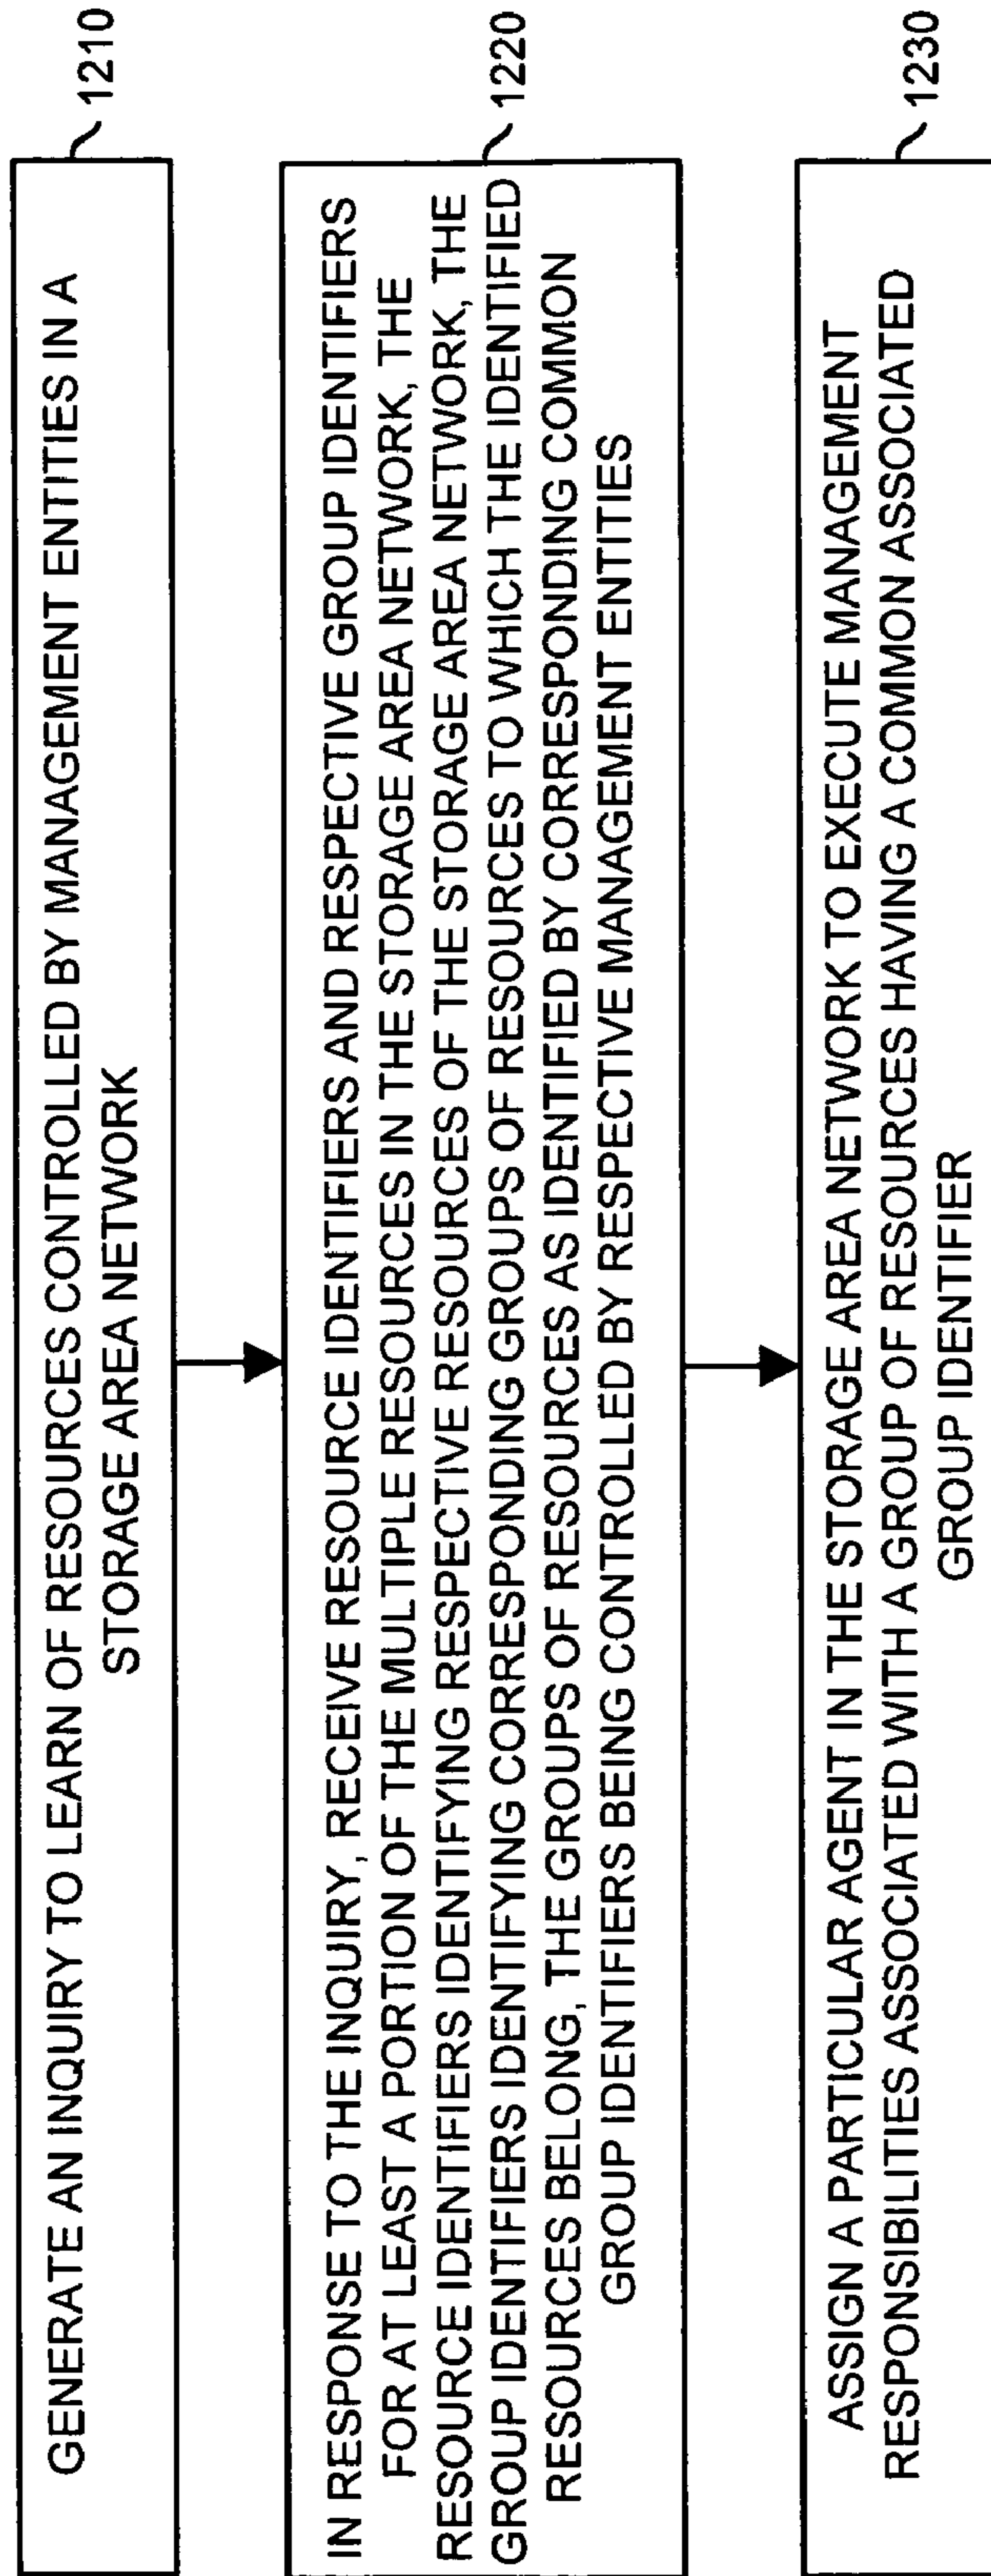 GENERATE AN INQUIRY TO LEARN OF RESOURCES CONTROLLED BY MANAGEMENT ENTITIES IN A
STORAGE AREA NETWORK
1210
IN RESPONSE TO THE INQUIRY, RECEIVE RESOURCE IDENTIFIERS AND RESPECTIVE GROUP IDENTIFIERS
FOR AT LEAST A PORTION OF THE MULTIPLE RESOURCES IN THE STORAGE AREA NETWORK, THE
RESOURCE IDENTIFIERS IDENTIFYING RESPECTIVE RESOURCES OF THE STORAGE AREA NETWORK, THE
GROUP IDENTIFIERS IDENTIFYING CORRESPONDING GROUPS OF RESOURCES TO WHICH THE IDENTIFIED
RESOURCES BELONG, THE GROUPS OF RESOURCES AS IDENTIFIED BY CORRESPONDING COMMON
GROUP IDENTIFIERS BEING CONTROLLED BY RESPECTIVE MANAGEMENT ENTITIES
1220
ASSIGN A PARTICULAR AGENT IN THE STORAGE AREA NETWORK TO EXECUTE MANAGEMENT
RESPONSIBILITIES ASSOCIATED WITH A GROUP OF RESOURCES HAVING A COMMON ASSOCIATED
GROUP IDENTIFIER
1230